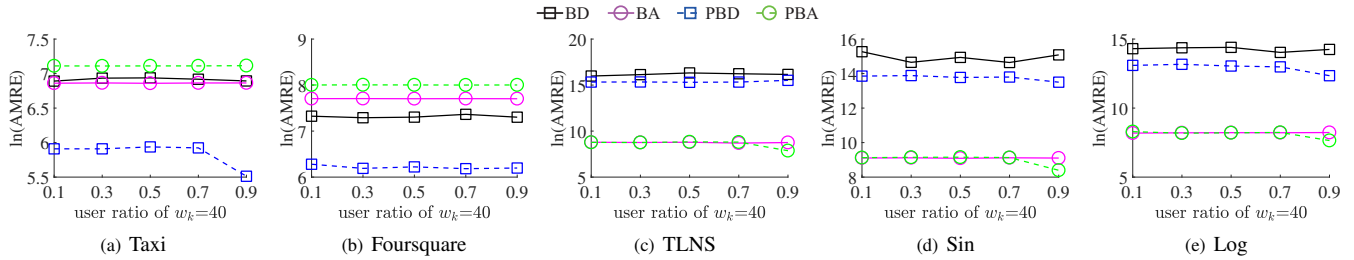 BD BA PBD PBA
7.5
7
6.5
6
5.5
ln(AMRE)
0.1 0.3 0.5 0.7 0.9
user ratio of w_k=40
(a) Taxi
9
8
7
6
ln(AMRE)
0.1 0.3 0.5 0.7 0.9
user ratio of w_k=40
(b) Foursquare
20
15
10
5
ln(AMRE)
0.1 0.3 0.5 0.7 0.9
user ratio of w_k=40
(c) TLNS
16
14
12
10
8
ln(AMRE)
0.1 0.3 0.5 0.7 0.9
user ratio of w_k=40
(d) Sin
15
10
5
ln(AMRE)
0.1 0.3 0.5 0.7 0.9
user ratio of w_k=40
(e) Log